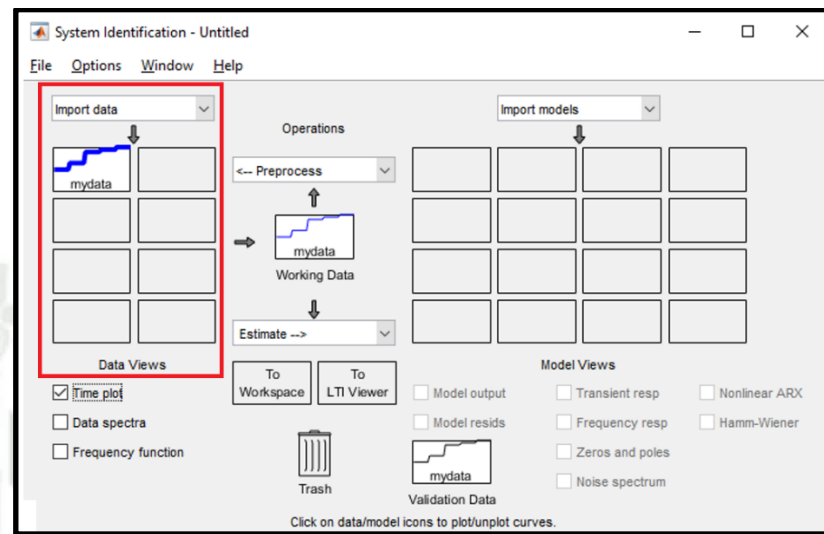 System Identification - Untitled
File Options Window Help
Import data
Import models
Operations
mydata
<-- Preprocess
mydata
Working Data
Estimate -->
Data Views
Model Views
To Workspace
To LTI Viewer
Time plot
Data spectra
Frequency function
Model output
Transient resp
Nonlinear ARX
Model resids
Frequency resp
Hamm-Wiener
Zeros and poles
Noise spectrum
Trash
mydata
Validation Data
Click on data/model icons to plot/unplot curves.